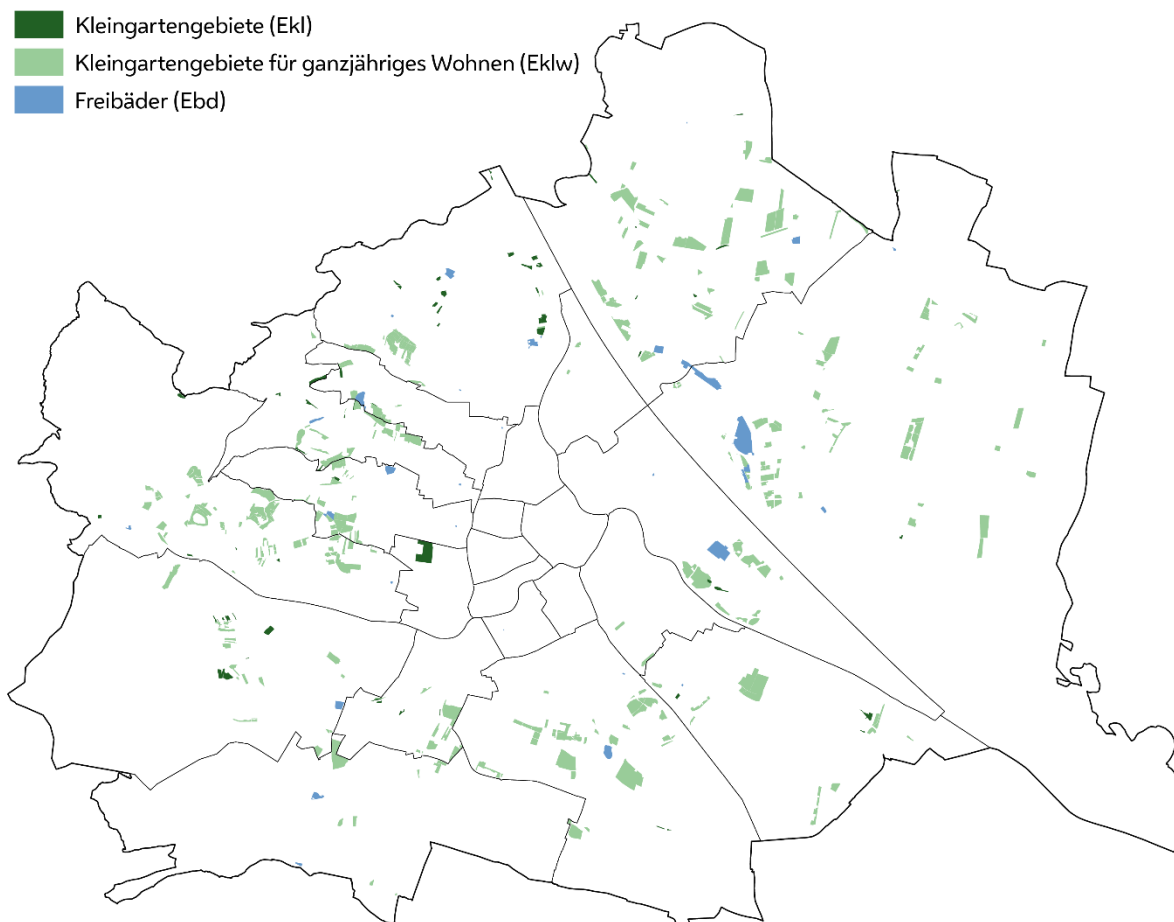 Kleingartengebiete (Ekl)
Kleingartengebiete für ganzjähriges Wohnen (Eklw)
Freibäder (Ebd)